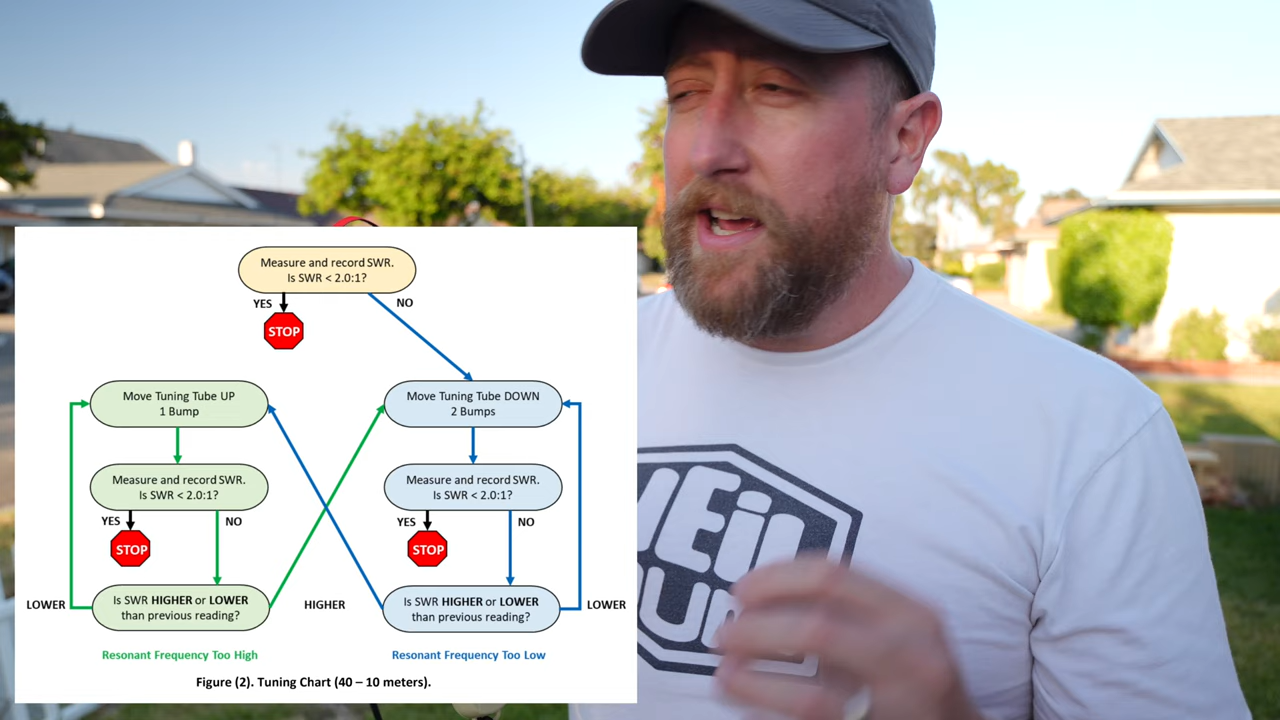 Measure and record SWR.
Is SWR < 2.0:1?
YES
NO
STOP
Move Tuning Tube UP
1 Bump
Move Tuning Tube DOWN
2 Bumps
Measure and record SWR.
Is SWR < 2.0:1?
Measure and record SWR.
Is SWR < 2.0:1?
YES
NO
YES
NO
STOP
STOP
LOWER
Is SWR HIGHER or LOWER
than previous reading?
HIGHER
Is SWR HIGHER or LOWER
than previous reading?
LOWER
Resonant Frequency Too High
Resonant Frequency Too Low
Figure (2). Tuning Chart (40 – 10 meters).